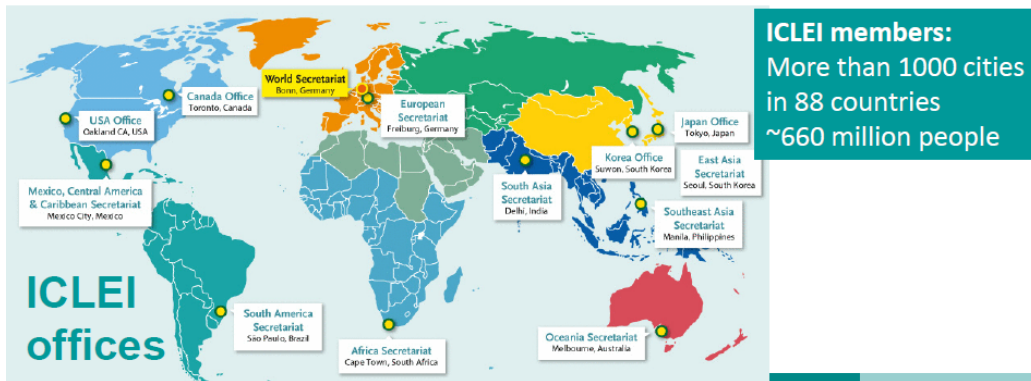 ICLEI members:
More than 1000 cities
in 88 countries
~660 million people
World Secretariat
Bonn, Germany
Canada Office
Toronto, Canada
USA Office
Oakland CA, USA
European
Secretariat
Freiburg, Germany
Japan Office
Tokyo, Japan
Korea Office
Suwon, South Korea
East Asia
Secretariat
Seoul, South Korea
Mexico, Central America
& Caribbean Secretariat
Mexico City, Mexico
South Asia
Secretariat
Delhi, India
Southeast Asia
Secretariat
Manila, Philippines
ICLEI
offices
South America
Secretariat
São Paulo, Brazil
Africa Secretariat
Cape Town, South Africa
Oceania Secretariat
Melbourne, Australia